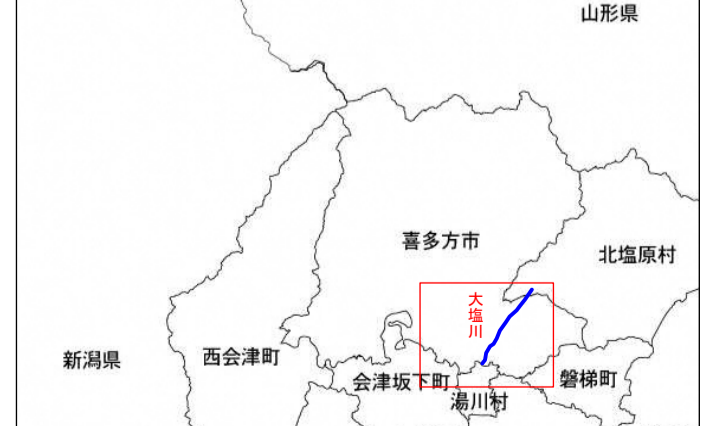 山形県
喜多方市
北塩原村
大塩川
新潟県
西会津町
会津坂下町
磐梯町
湯川村